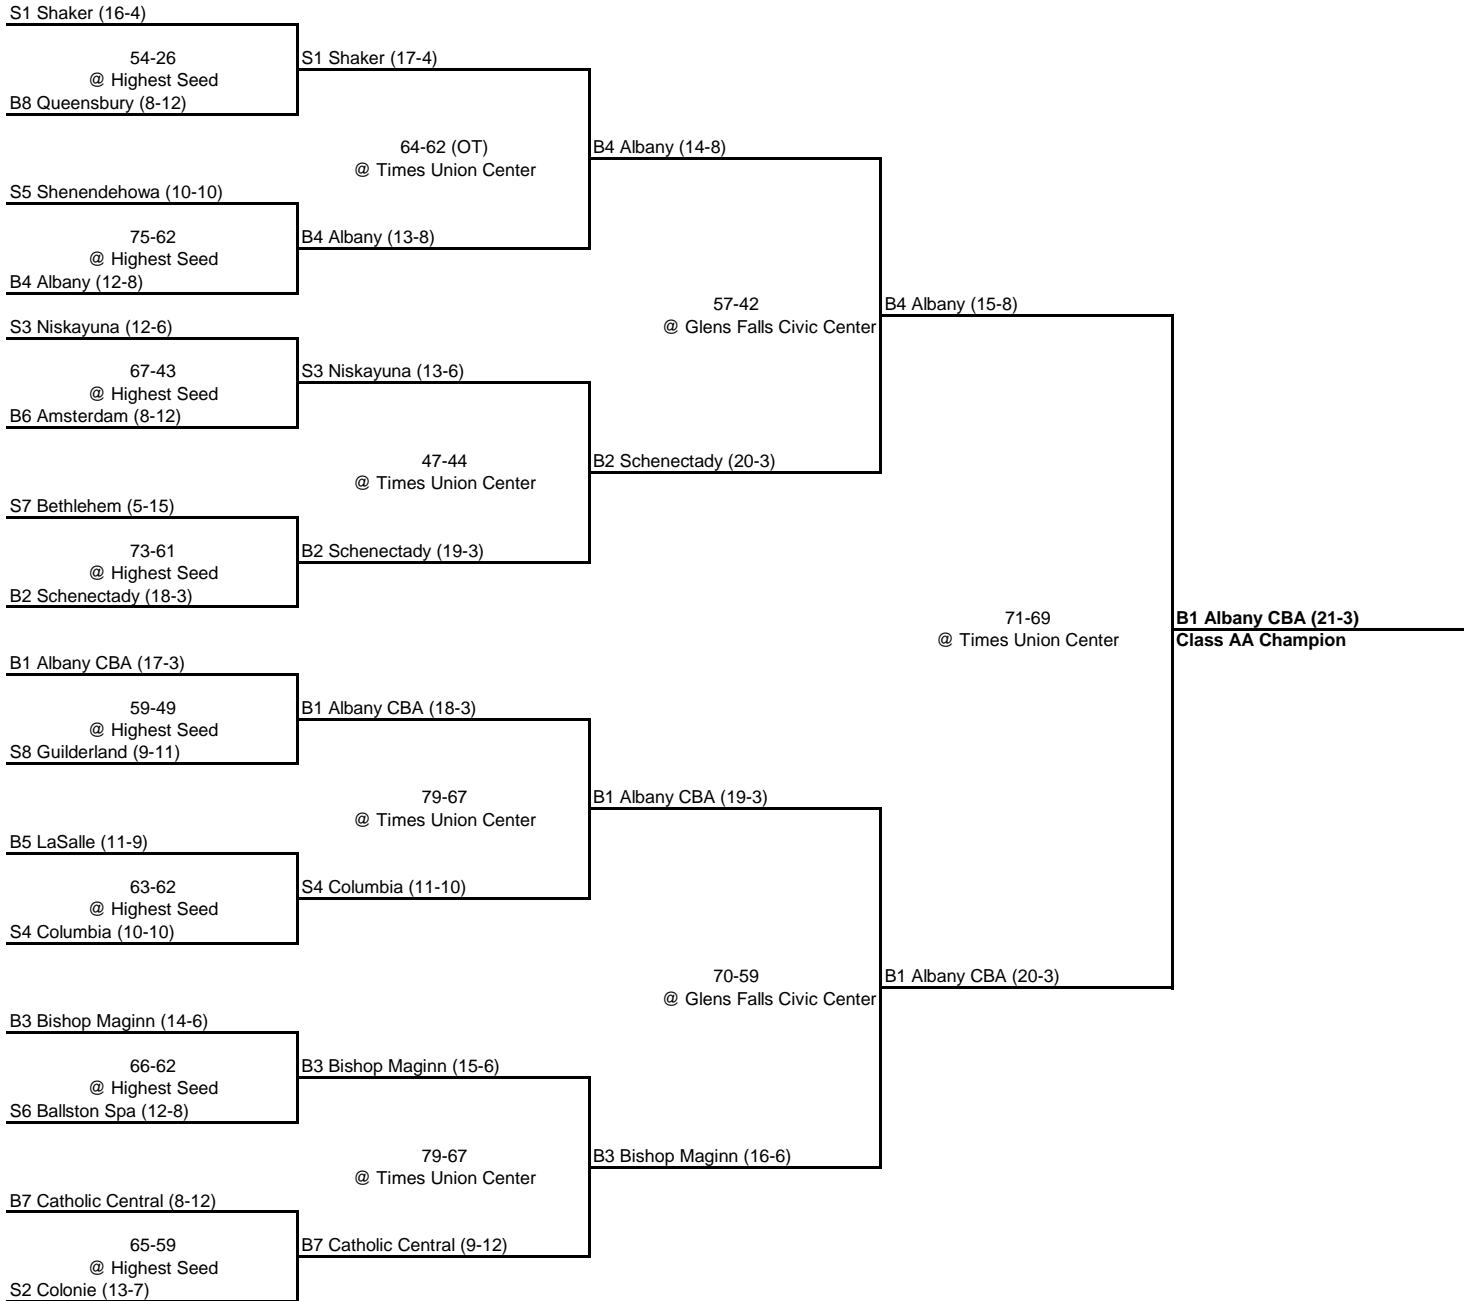 S1 Shaker (16-4)
54-26
@ Highest Seed
B8 Queensbury (8-12)
S1 Shaker (17-4)
64-62 (OT)
@ Times Union Center
B4 Albany (14-8)
S5 Shenendehowa (10-10)
75-62
@ Highest Seed
B4 Albany (12-8)
B4 Albany (13-8)
57-42
@ Glens Falls Civic Center
B4 Albany (15-8)
S3 Niskayuna (12-6)
67-43
@ Highest Seed
B6 Amsterdam (8-12)
S3 Niskayuna (13-6)
47-44
@ Times Union Center
B2 Schenectady (20-3)
S7 Bethlehem (5-15)
73-61
@ Highest Seed
B2 Schenectady (18-3)
B2 Schenectady (19-3)
71-69
@ Times Union Center
B1 Albany CBA (21-3)
Class AA Champion
B1 Albany CBA (17-3)
59-49
@ Highest Seed
S8 Guilderland (9-11)
B1 Albany CBA (18-3)
79-67
@ Times Union Center
B1 Albany CBA (19-3)
B5 LaSalle (11-9)
63-62
@ Highest Seed
S4 Columbia (10-10)
S4 Columbia (11-10)
70-59
@ Glens Falls Civic Center
B1 Albany CBA (20-3)
B3 Bishop Maginn (14-6)
66-62
@ Highest Seed
S6 Ballston Spa (12-8)
B3 Bishop Maginn (15-6)
79-67
@ Times Union Center
B3 Bishop Maginn (16-6)
B7 Catholic Central (8-12)
65-59
@ Highest Seed
S2 Colonie (13-7)
B7 Catholic Central (9-12)